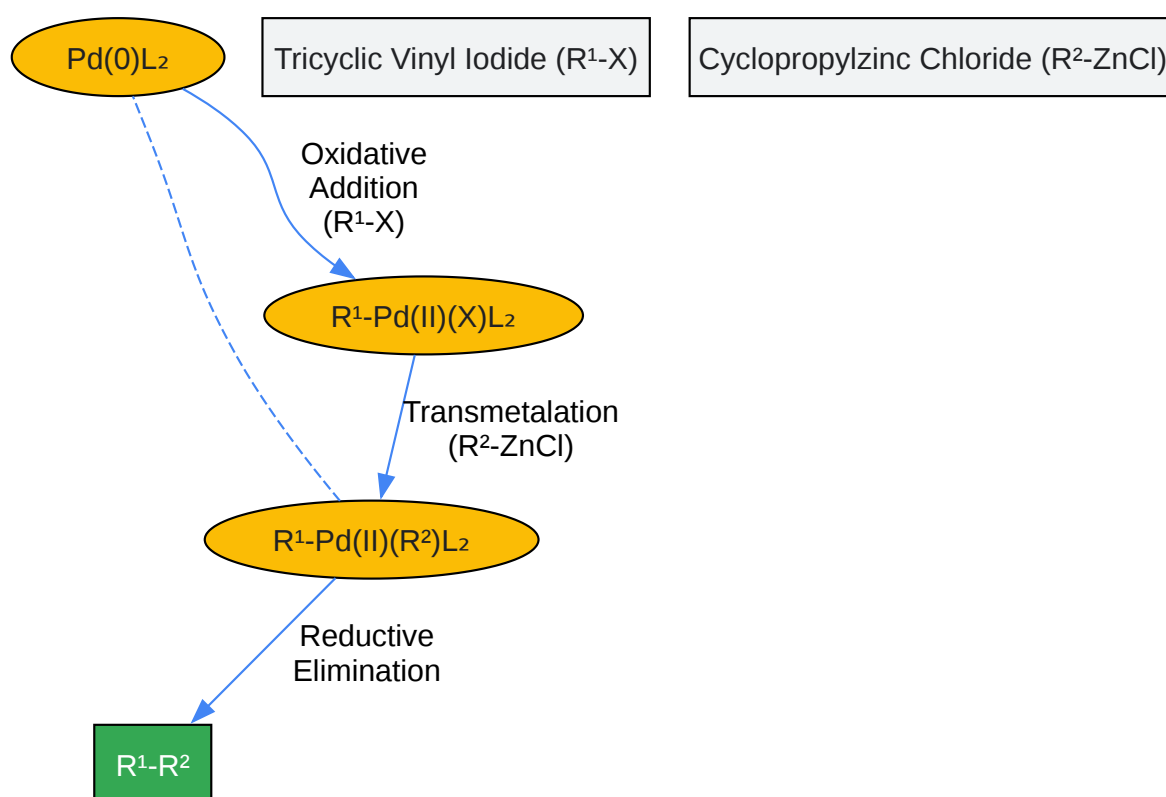 Pd(0)L₂
Tricyclic Vinyl Iodide (R¹-X)
Cyclopropylzinc Chloride (R²-ZnCl)
Oxidative
Addition
(R¹-X)
R¹-Pd(II)(X)L₂
Transmetalation
(R²-ZnCl)
R¹-Pd(II)(R²)L₂
Reductive
Elimination
R¹-R²